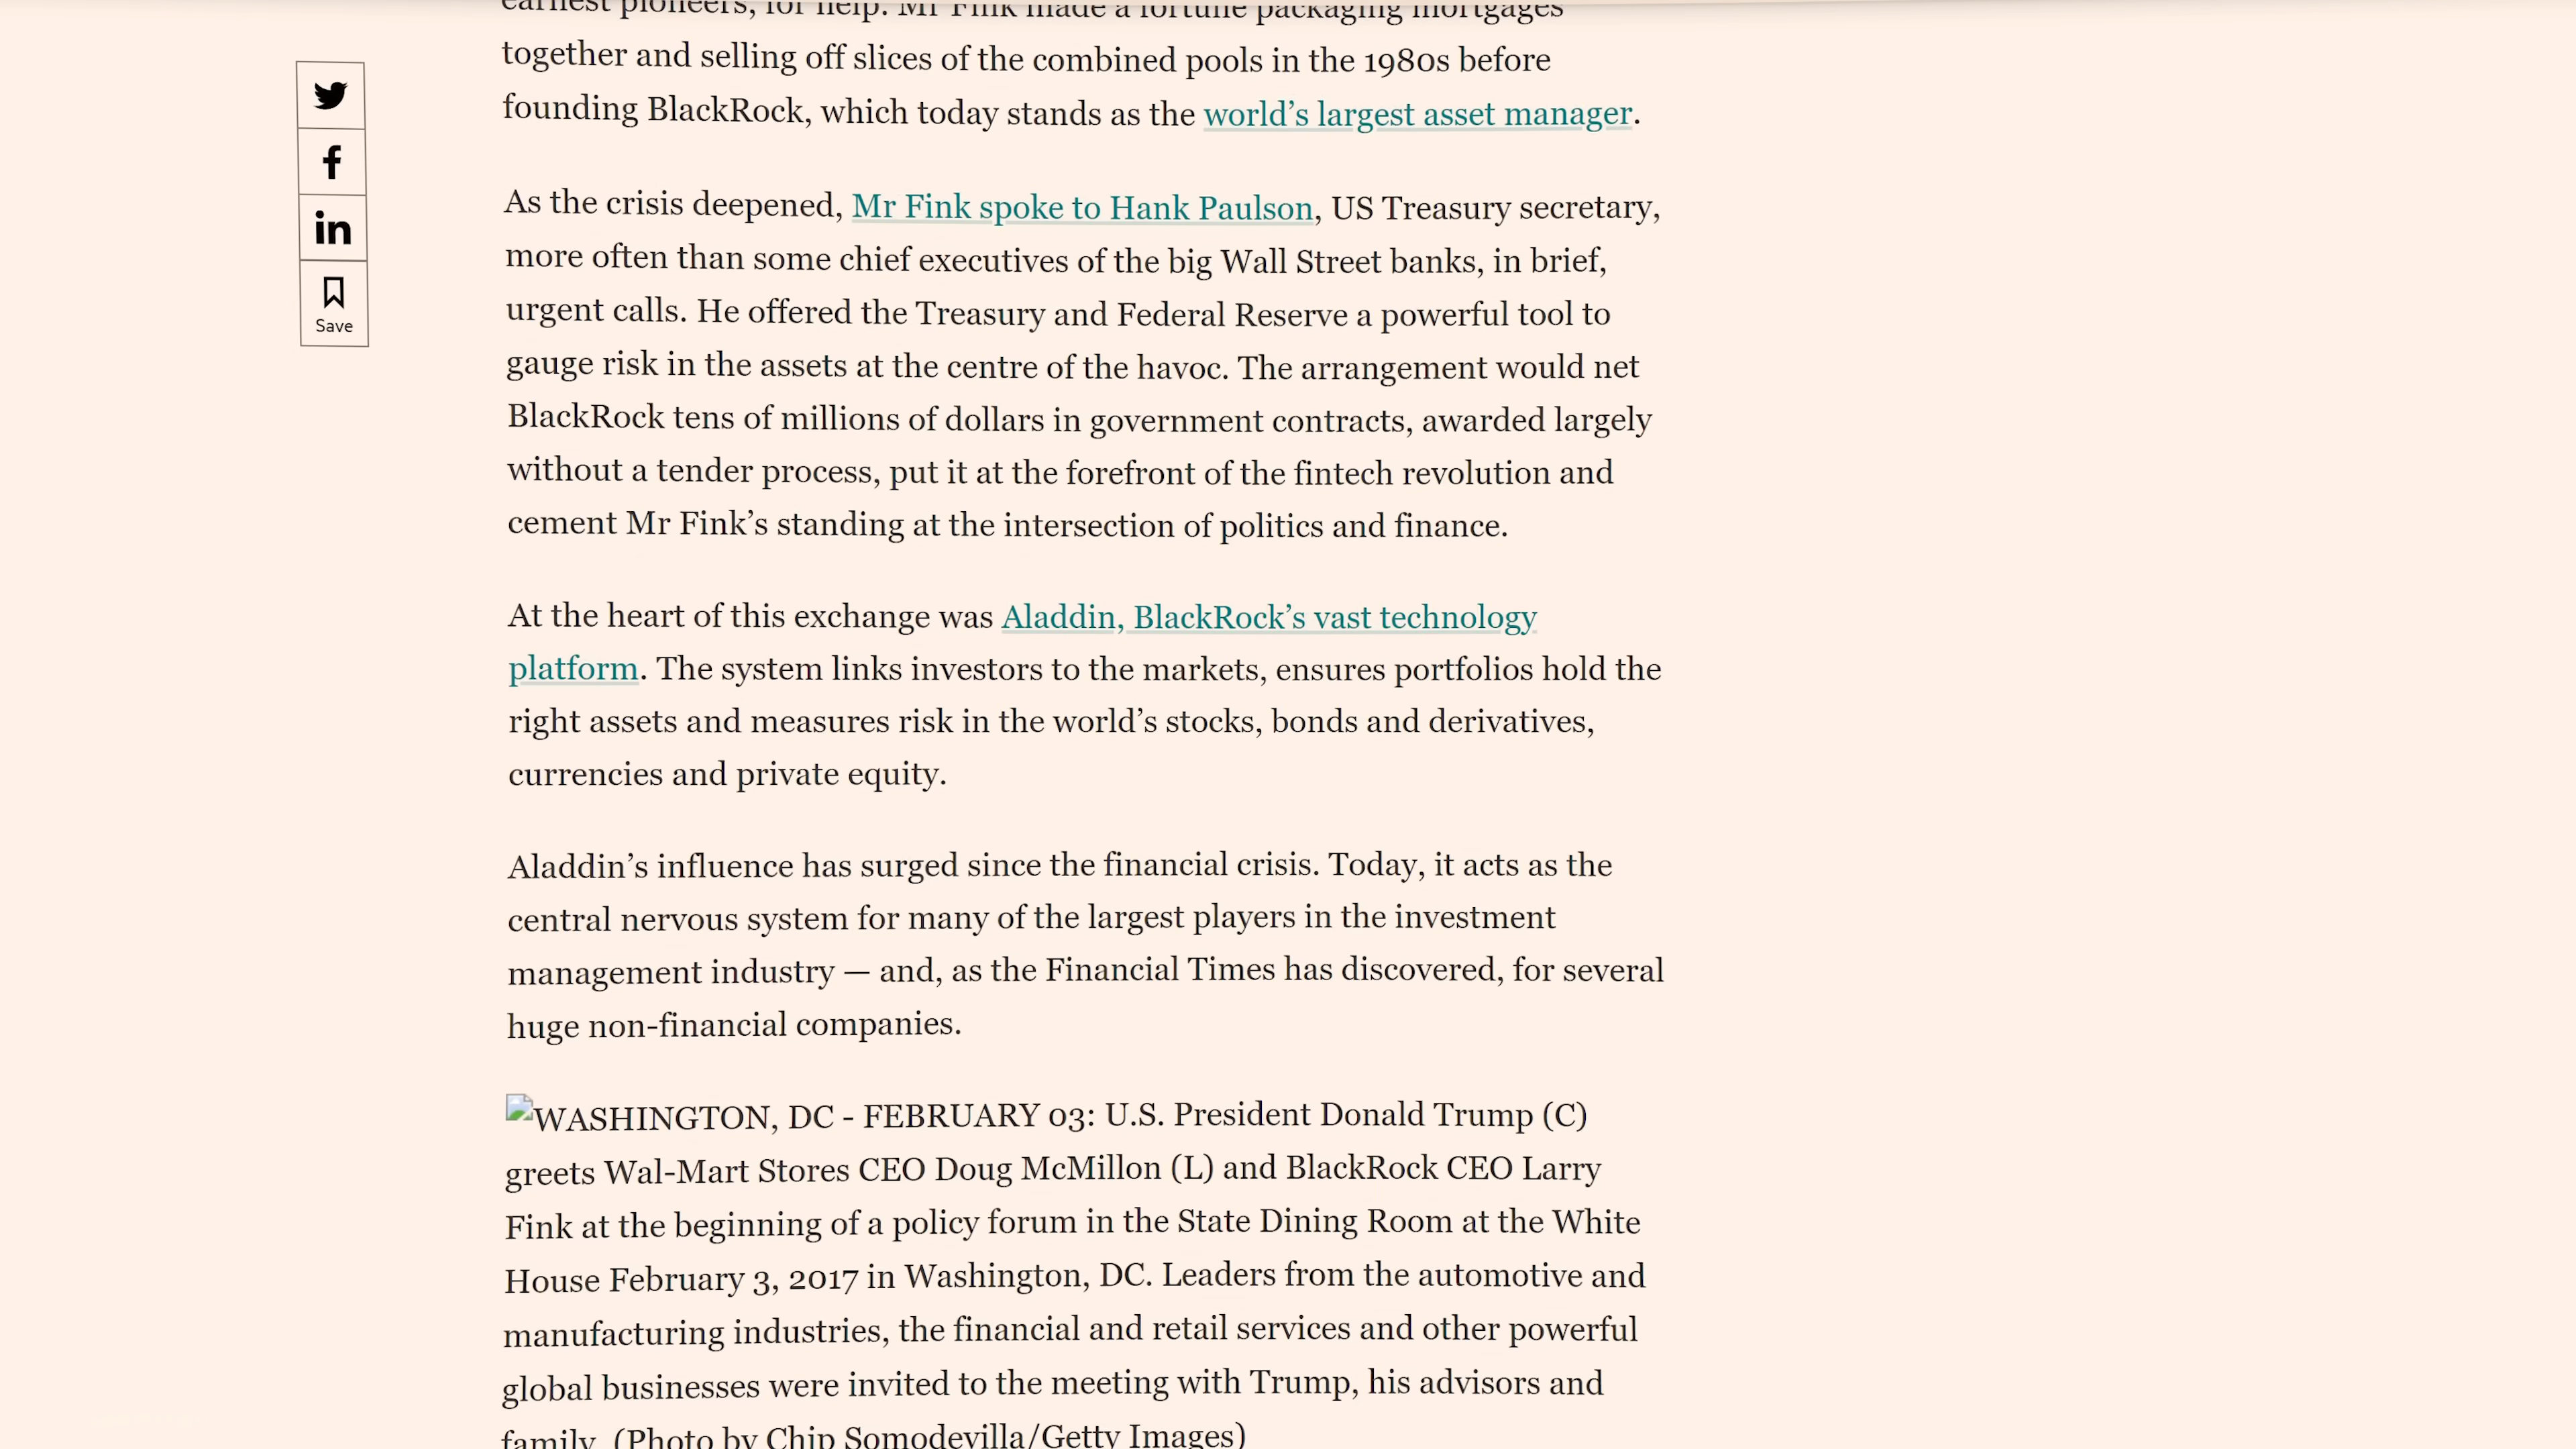 earnest pioneers, for help. Mr Fink made a fortune packaging mortgages
together and selling off slices of the combined pools in the 1980s before
founding BlackRock, which today stands as the world’s largest asset manager.
As the crisis deepened, Mr Fink spoke to Hank Paulson, US Treasury secretary,
more often than some chief executives of the big Wall Street banks, in brief,
urgent calls. He offered the Treasury and Federal Reserve a powerful tool to
gauge risk in the assets at the centre of the havoc. The arrangement would net
BlackRock tens of millions of dollars in government contracts, awarded largely
without a tender process, put it at the forefront of the fintech revolution and
cement Mr Fink’s standing at the intersection of politics and finance.
At the heart of this exchange was Aladdin, BlackRock’s vast technology
platform. The system links investors to the markets, ensures portfolios hold the
right assets and measures risk in the world’s stocks, bonds and derivatives,
currencies and private equity.
Aladdin’s influence has surged since the financial crisis. Today, it acts as the
central nervous system for many of the largest players in the investment
management industry — and, as the Financial Times has discovered, for several
huge non-financial companies.
WASHINGTON, DC - FEBRUARY 03: U.S. President Donald Trump (C)
greets Wal-Mart Stores CEO Doug McMillon (L) and BlackRock CEO Larry
Fink at the beginning of a policy forum in the State Dining Room at the White
House February 3, 2017 in Washington, DC. Leaders from the automotive and
manufacturing industries, the financial and retail services and other powerful
global businesses were invited to the meeting with Trump, his advisors and
family. (Photo by Chip Somodevilla/Getty Images)
f
in
Save